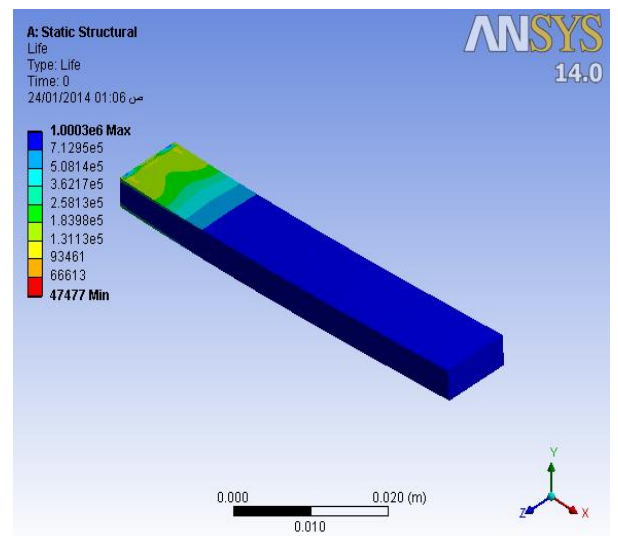 A: Static Structural
Life
Type: Life
Time: 0
24/01/2014 01:06 ص
ANSYS
14.0
1.0003e6 Max
7.1295e5
5.0814e5
3.6217e5
2.5813e5
1.8398e5
1.3113e5
93461
66613
47477 Min
0.000
0.020 (m)
0.010
Y
Z
X